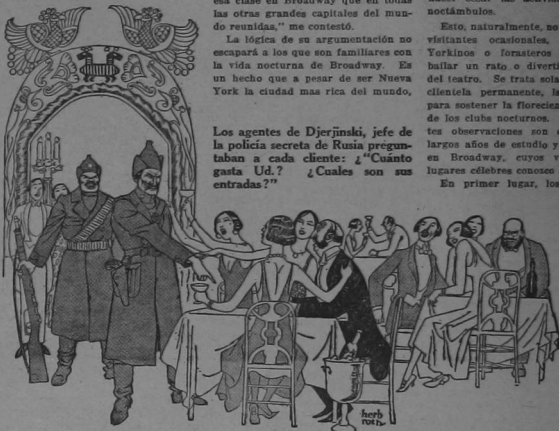 esa clase en Broadway que en todas
las otras grandes capitales del mun-
do reunidas," me contestó.
La lógica de su argumentación no
escapará a los que son familiares con
la vida nocturna de Broadway. Es
un hecho que a pesar de ser Nueva
York la ciudad mas rica del mundo,
Los agentes de Djerjinski, jefe de
la policía secreta de Rusia pregun-
taban a cada cliente: ¿"Cuánto
gasta Ud.? ¿Cuales son sus
entradas?"
noctámbulos.
Esto, naturalmente, no
visitantes ocasionales,
Yorkinos o forasteros
bailar un rato o diverti
del teatro. Se trata sol
clientela permanente, la
para sostener la florecien
de los clubs nocturnos.
tes observaciones son
largos años de estudio y
en Broadway, cuyos
lugares célebres conozco
En primer lugar, los
herb
roth